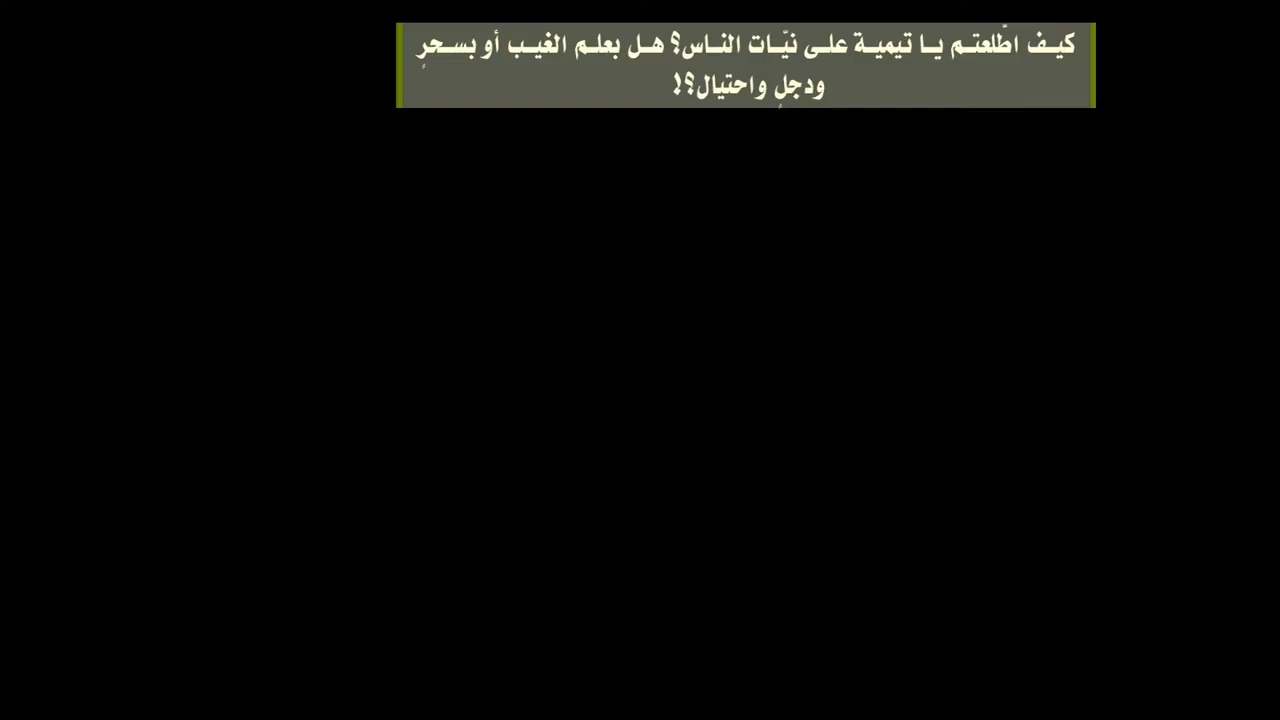 كيف اطّلعتم يا تيمية على نيّات الناس؟ هل بعلم الغيب أو بسحرٍ
ودجلٍ واحتيال؟!